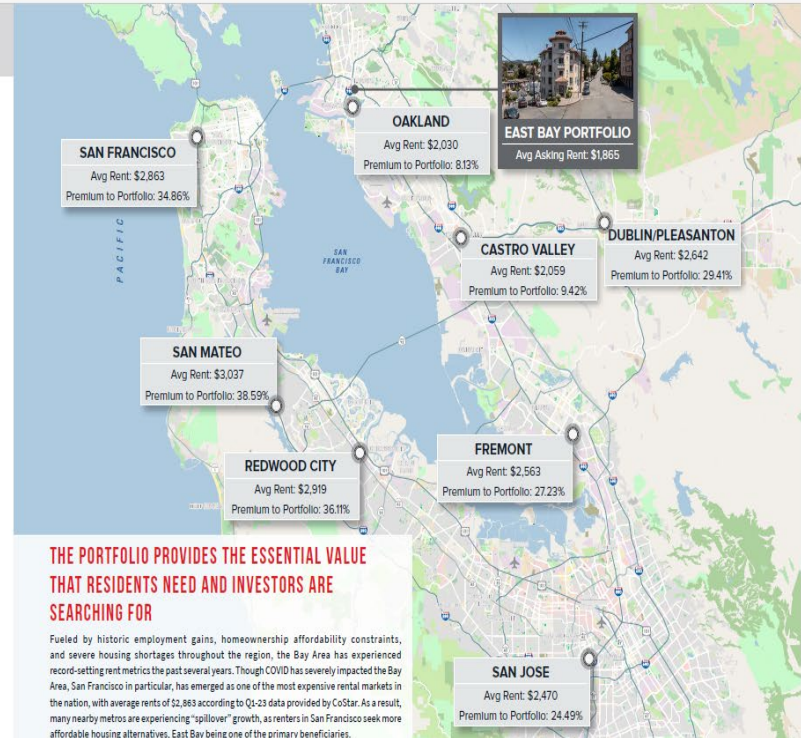 OAKLAND
Avg Rent: $2,030
Premium to Portfolio: 8.13%
EAST BAY PORTFOLIO
Avg Asking Rent: $1,865
SAN FRANCISCO
Avg Rent: $2,863
Premium to Portfolio: 34.86%
PACIFIC
SAN
FRANCISCO
BAY
CASTRO VALLEY
Avg Rent: $2,059
Premium to Portfolio: 9.42%
DUBLIN/PLEASANTON
Avg Rent: $2,642
Premium to Portfolio: 29.41%
SAN MATEO
Avg Rent: $3,037
Premium to Portfolio: 38.59%
REDWOOD CITY
Avg Rent: $2,919
Premium to Portfolio: 36.11%
FREMONT
Avg Rent: $2,563
Premium to Portfolio: 27.23%
THE PORTFOLIO PROVIDES THE ESSENTIAL VALUE
THAT RESIDENTS NEED AND INVESTORS ARE
SEARCHING FOR
Fueled by historic employment gains, homeownership affordability constraints,
and severe housing shortages throughout the region, the Bay Area has experienced
record-setting rent metrics the past several years. Though COVID has severely impacted the Bay
Area, San Francisco in particular, has emerged as one of the most expensive rental markets in
the nation, with average rents of $2,863 according to Q1-23 data provided by CoStar. As a result,
many nearby metros are experiencing "spillover" growth, as renters in San Francisco seek more
affordable housing alternatives, East Bay being one of the primary beneficiaries.
SAN JOSE
Avg Rent: $2,470
Premium to Portfolio: 24.49%